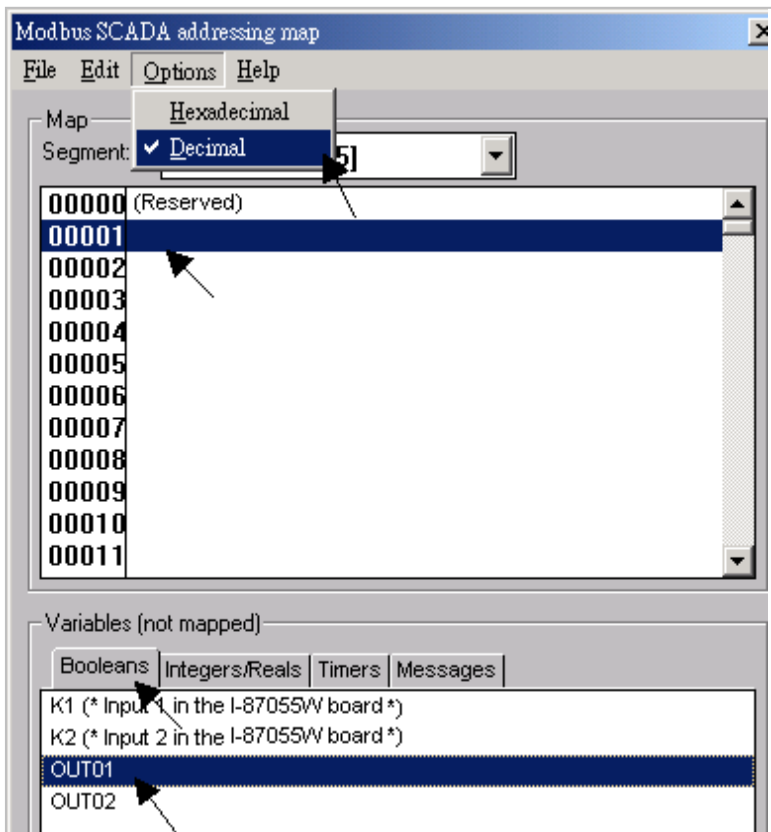 Modbus SCADA addressing map
File Edit Options Help
Hexadecimal
Decimal
Map
Segment: 5]
00000 (Reserved)
00001
00002
00003
00004
00005
00006
00007
00008
00009
00010
00011
Variables (not mapped)
Booleans Integers/Reals Timers Messages
K1 (* Input 1 in the I-87055W board *)
K2 (* Input 2 in the I-87055W board *)
OUT01
OUT02